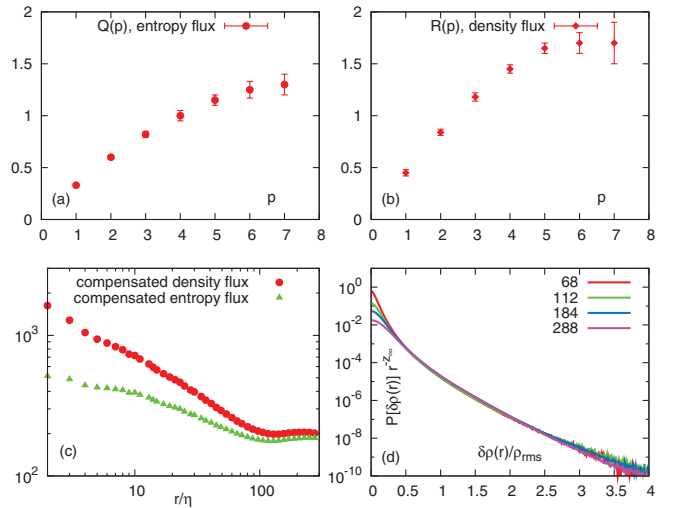 Q(p), entropy flux
2
1.5
1
0.5
0
(a)
p
0 1 2 3 4 5 6 7 8
R(p), density flux
2
1.5
1
0.5
0
(b)
p
0 1 2 3 4 5 6 7 8
compensated density flux
compensated entropy flux
10³
10²
(c)
10 100
r/η
68
112
184
288
10⁰
10⁻²
10⁻⁴
10⁻⁶
10⁻⁸
10⁻¹⁰
P[δρ(r)] r^{-z_∞}
(d)
δρ(r)/ρ_{rms}
0 0.5 1 1.5 2 2.5 3 3.5 4